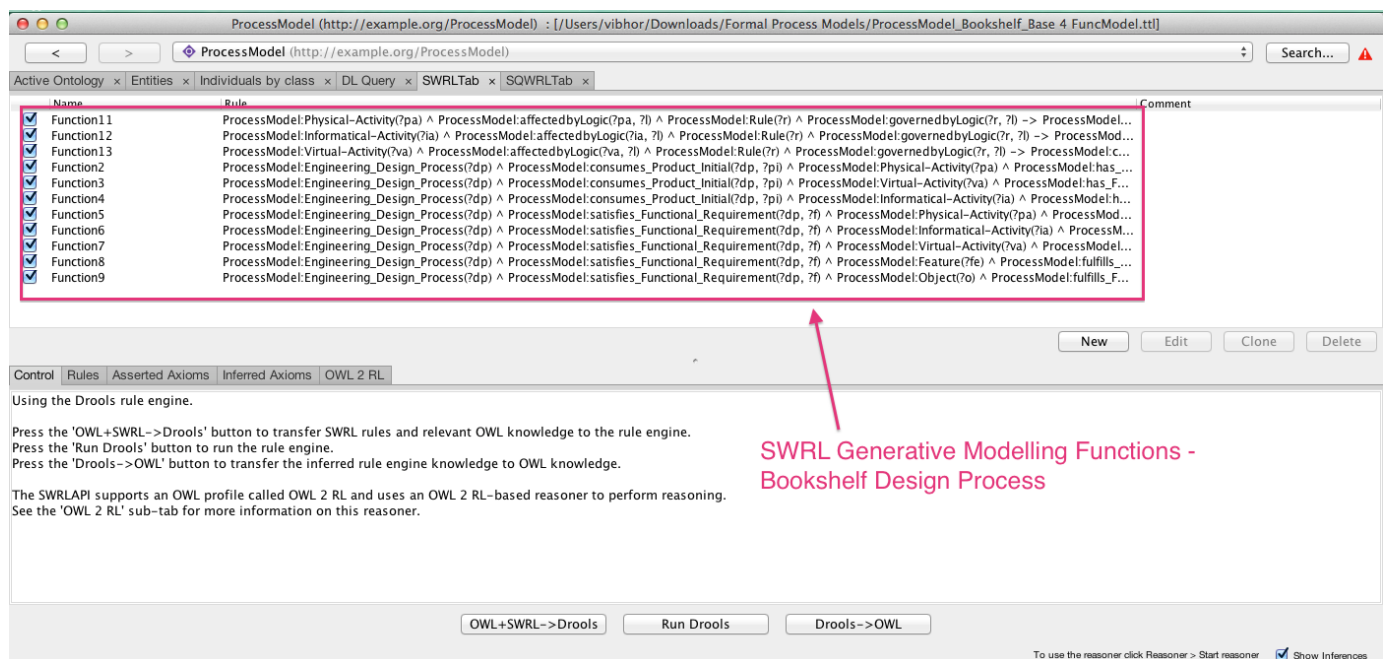 ProcessModel (http://example.org/ProcessModel) : [/Users/vibhor/Downloads/Formal Process Models/ProcessModel_Bookshelf_Base 4 FuncModel.ttl]
< > ProcessModel (http://example.org/ProcessModel) Search...
Active Ontology × Entities × Individuals by class × DL Query × SWRLTab × SQWRLTab ×
Name Rule Comment
Function11 ProcessModel:Physical-Activity(?pa) ^ ProcessModel:affectedbyLogic(?pa, ?l) ^ ProcessModel:Rule(?r) ^ ProcessModel:governedbyLogic(?r, ?l) -> ProcessModel...
Function12 ProcessModel:Informatical-Activity(?ia) ^ ProcessModel:affectedbyLogic(?ia, ?l) ^ ProcessModel:Rule(?r) ^ ProcessModel:governedbyLogic(?r, ?l) -> ProcessMod...
Function13 ProcessModel:Virtual-Activity(?va) ^ ProcessModel:affectedbyLogic(?va, ?l) ^ ProcessModel:Rule(?r) ^ ProcessModel:governedbyLogic(?r, ?l) -> ProcessModel:c...
Function2 ProcessModel:Engineering_Design_Process(?dp) ^ ProcessModel:consumes_Product_Initial(?dp, ?pi) ^ ProcessModel:Physical-Activity(?pa) ^ ProcessModel:has_...
Function3 ProcessModel:Engineering_Design_Process(?dp) ^ ProcessModel:consumes_Product_Initial(?dp, ?pi) ^ ProcessModel:Virtual-Activity(?va) ^ ProcessModel:has_F...
Function4 ProcessModel:Engineering_Design_Process(?dp) ^ ProcessModel:consumes_Product_Initial(?dp, ?pi) ^ ProcessModel:Informatical-Activity(?ia) ^ ProcessModel:h...
Function5 ProcessModel:Engineering_Design_Process(?dp) ^ ProcessModel:satisfies_Functional_Requirement(?dp, ?f) ^ ProcessModel:Physical-Activity(?pa) ^ ProcessMod...
Function6 ProcessModel:Engineering_Design_Process(?dp) ^ ProcessModel:satisfies_Functional_Requirement(?dp, ?f) ^ ProcessModel:Informatical-Activity(?ia) ^ ProcessM...
Function7 ProcessModel:Engineering_Design_Process(?dp) ^ ProcessModel:satisfies_Functional_Requirement(?dp, ?f) ^ ProcessModel:Virtual-Activity(?va) ^ ProcessModel...
Function8 ProcessModel:Engineering_Design_Process(?dp) ^ ProcessModel:satisfies_Functional_Requirement(?dp, ?f) ^ ProcessModel:Feature(?fe) ^ ProcessModel:fulfills_...
Function9 ProcessModel:Engineering_Design_Process(?dp) ^ ProcessModel:satisfies_Functional_Requirement(?dp, ?f) ^ ProcessModel:Object(?o) ^ ProcessModel:fulfills_F...
New Edit Clone Delete
Control Rules Asserted Axioms Inferred Axioms OWL 2 RL
Using the Drools rule engine.
Press the 'OWL+SWRL->Drools' button to transfer SWRL rules and relevant OWL knowledge to the rule engine.
Press the 'Run Drools' button to run the rule engine.
Press the 'Drools->OWL' button to transfer the inferred rule engine knowledge to OWL knowledge.
The SWRLAPI supports an OWL profile called OWL 2 RL and uses an OWL 2 RL-based reasoner to perform reasoning.
See the 'OWL 2 RL' sub-tab for more information on this reasoner.
SWRL Generative Modelling Functions -
Bookshelf Design Process
OWL+SWRL->Drools Run Drools Drools->OWL
To use the reasoner click Reasoner > Start reasoner Show Inferences